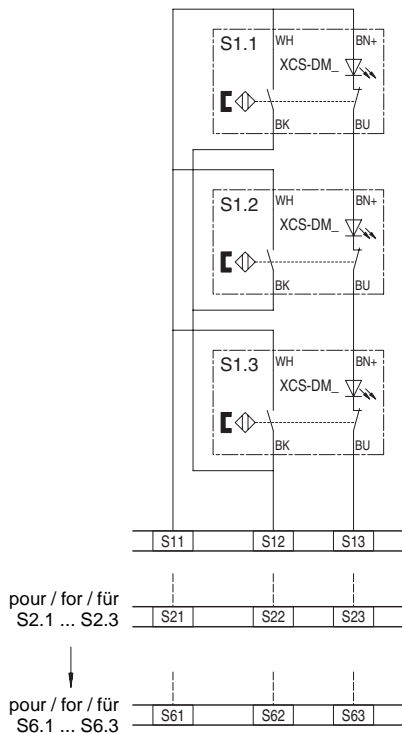 S1.1 WH BN+
XCS-DM_
BK BU
S1.2 WH BN+
XCS-DM_
BK BU
S1.3 WH BN+
XCS-DM_
BK BU
S11 S12 S13
pour / for / für
S2.1 ... S2.3
S21 S22 S23
pour / for / für
S6.1 ... S6.3
S61 S62 S63